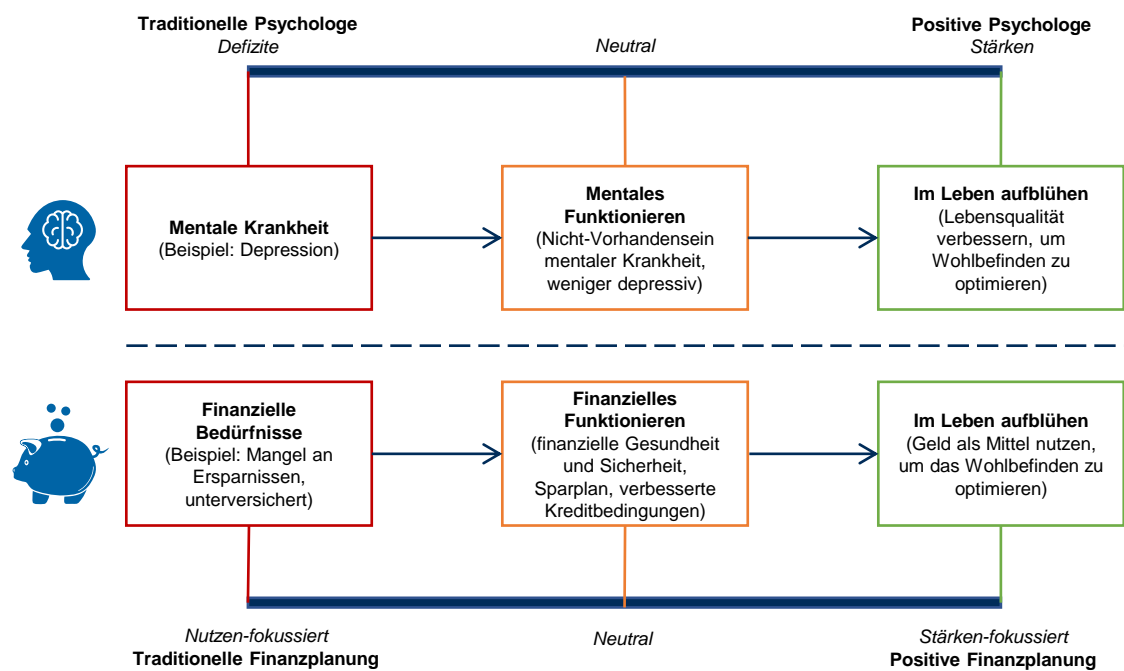 Traditionelle Psychologe
Defizite
Neutral
Positive Psychologe
Stärken
Mentale Krankheit
(Beispiel: Depression)
Mentales
Funktionieren
(Nicht-Vorhandensein
mentaler Krankheit,
weniger depressiv)
Im Leben aufblühen
(Lebensqualität
verbessern, um
Wohlbefinden zu
optimieren)
Finanzielle
Bedürfnisse
(Beispiel: Mangel an
Ersparnissen,
unterversichert)
Finanzielles
Funktionieren
(finanzielle Gesundheit
und Sicherheit,
Sparplan, verbesserte
Kreditbedingungen)
Im Leben aufblühen
(Geld als Mittel nutzen,
um das Wohlbefinden zu
optimieren)
Nutzen-fokussiert
Traditionelle Finanzplanung
Neutral
Stärken-fokussiert
Positive Finanzplanung